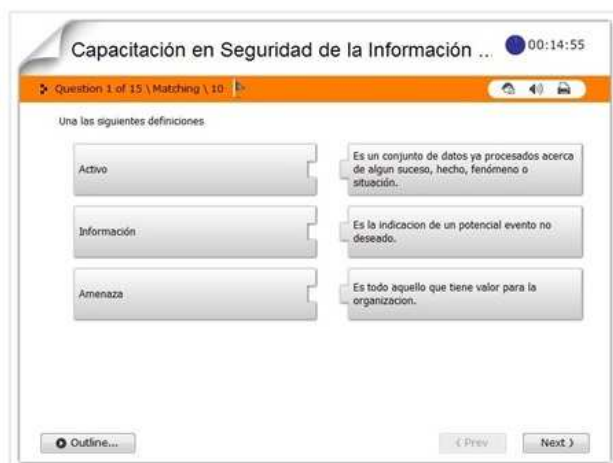 Capacitación en Seguridad de la Información ...
00:14:55
Question 1 of 15 \ Matching \ 10
Una las siguientes definiciones
Activo
Es un conjunto de datos ya procesados acerca
de algun suceso, hecho, fenómeno o
situación.
Información
Es la indicacion de un potencial evento no
deseado.
Amenaza
Es todo aquello que tiene valor para la
organizacion.
Outline...
‹ Prev
Next ›